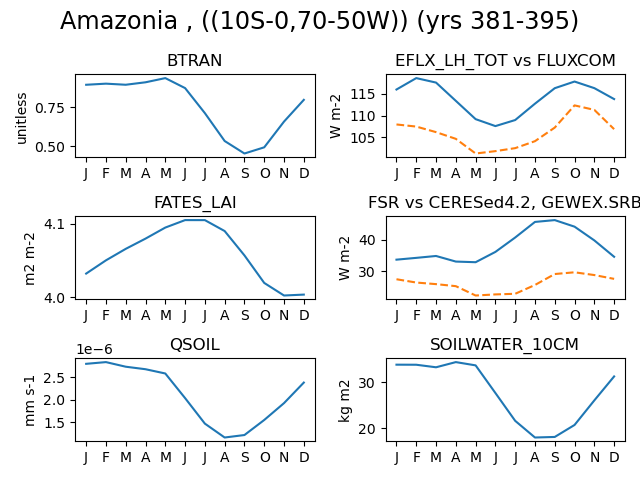 Amazonia , ((10S-0,70-50W)) (yrs 381-395)
BTRAN
unitless
0.75
0.50
J F M A M J J A S O N D
EFLX_LH_TOT vs FLUXCOM
W m-2
115
110
105
J F M A M J J A S O N D
FATES_LAI
m2 m-2
4.1
4.0
J F M A M J J A S O N D
FSR vs CERESed4.2, GEWEX.SRB
W m-2
40
30
J F M A M J J A S O N D
QSOIL
1e−6
mm s-1
2.5
2.0
1.5
J F M A M J J A S O N D
SOILWATER_10CM
kg m2
30
20
J F M A M J J A S O N D